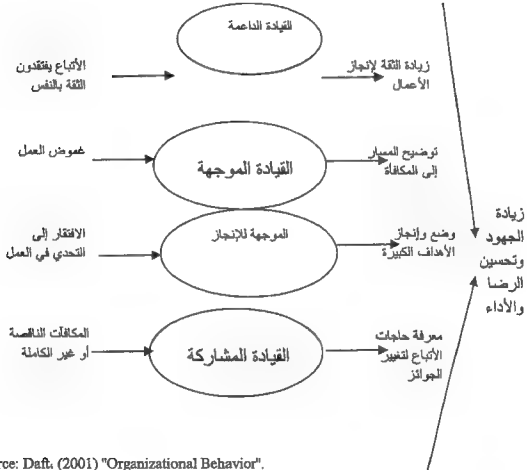 القيادة الداعمة
الأتباع يفتقدون
الثقة بالنفس
زيادة الثقة لإنجاز
الأعمال
غموض العمل
القيادة الموجهة
توضيح المسار
إلى المكافأة
الافتقار إلى
التحدي في العمل
الموجهة للإنجاز
وضع وإنجاز
الأهداف الكبيرة
زيادة
الجهود
وتحسين
الرضا
والأداء
المكافآت الناقصة
أو غير الكاملة
القيادة المشاركة
معرفة حاجات
الأتباع لتغيير
الجوائز
rce: Daft, (2001) "Organizational Behavior".